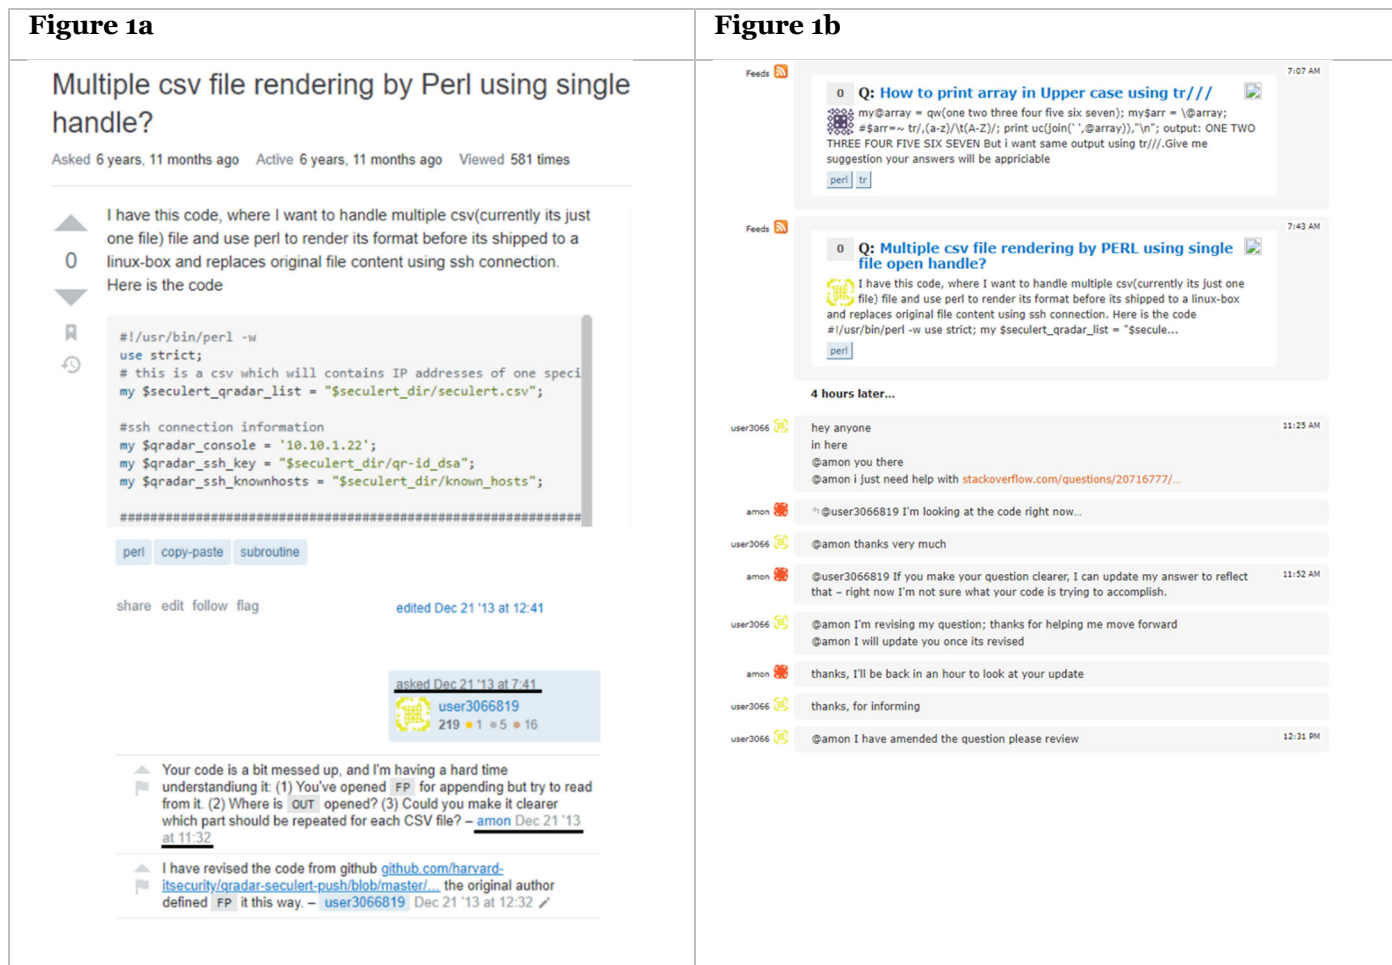 Figure 1a
Multiple csv file rendering by Perl using single
handle?
Asked 6 years, 11 months ago Active 6 years, 11 months ago Viewed 581 times
0
I have this code, where I want to handle multiple csv(currently its just
one file) file and use perl to render its format before its shipped to a
linux-box and replaces original file content using ssh connection.
Here is the code
#!/usr/bin/perl -w
use strict;
# this is a csv which will contains IP addresses of one speci
my $seculert_qradar_list = "$seculert_dir/seculert.csv";
#ssh connection information
my $qradar_console = '10.10.1.22';
my $qradar_ssh_key = "$seculert_dir/qr-id_dsa";
my $qradar_ssh_knownhosts = "$seculert_dir/known_hosts";
#############################################################
perl copy-paste subroutine
share edit follow flag edited Dec 21 '13 at 12:41
asked Dec 21 '13 at 7:41
user3066819
219 1 5 16
Your code is a bit messed up, and I'm having a hard time
understandiung it: (1) You've opened FP for appending but try to read
from it. (2) Where is OUT opened? (3) Could you make it clearer
which part should be repeated for each CSV file? – amon Dec 21 '13
at 11:32
I have revised the code from github github.com/harvard-
itsecurity/qradar-seculert-push/blob/master/... the original author
defined FP it this way. – user3066819 Dec 21 '13 at 12:32
Figure 1b
Feeds 7:07 AM
0 Q: How to print array in Upper case using tr///
my@array = qw(one two three four five six seven); my$arr = \@array;
#$arr=~ tr/,(a-z)/\t(A-Z)/; print uc(join(' ',@array)),"\n"; output: ONE TWO
THREE FOUR FIVE SIX SEVEN But i want same output using tr///.Give me
suggestion your answers will be appriciable
perl tr
Feeds 7:43 AM
0 Q: Multiple csv file rendering by PERL using single
file open handle?
I have this code, where I want to handle multiple csv(currently its just one
file) file and use perl to render its format before its shipped to a linux-box
and replaces original file content using ssh connection. Here is the code
#!/usr/bin/perl -w use strict; my $seculert_qradar_list = "$secule...
perl
4 hours later...
user3066 hey anyone 11:25 AM
in here
@amon you there
@amon i just need help with stackoverflow.com/questions/20716777/...
amon @user3066819 I'm looking at the code right now...
user3066 @amon thanks very much
amon @user3066819 If you make your question clearer, I can update my answer to reflect 11:52 AM
that – right now I'm not sure what your code is trying to accomplish.
user3066 @amon I'm revising my question; thanks for helping me move forward
@amon I will update you once its revised
amon thanks, I'll be back in an hour to look at your update
user3066 thanks, for informing
user3066 @amon I have amended the question please review 12:31 PM